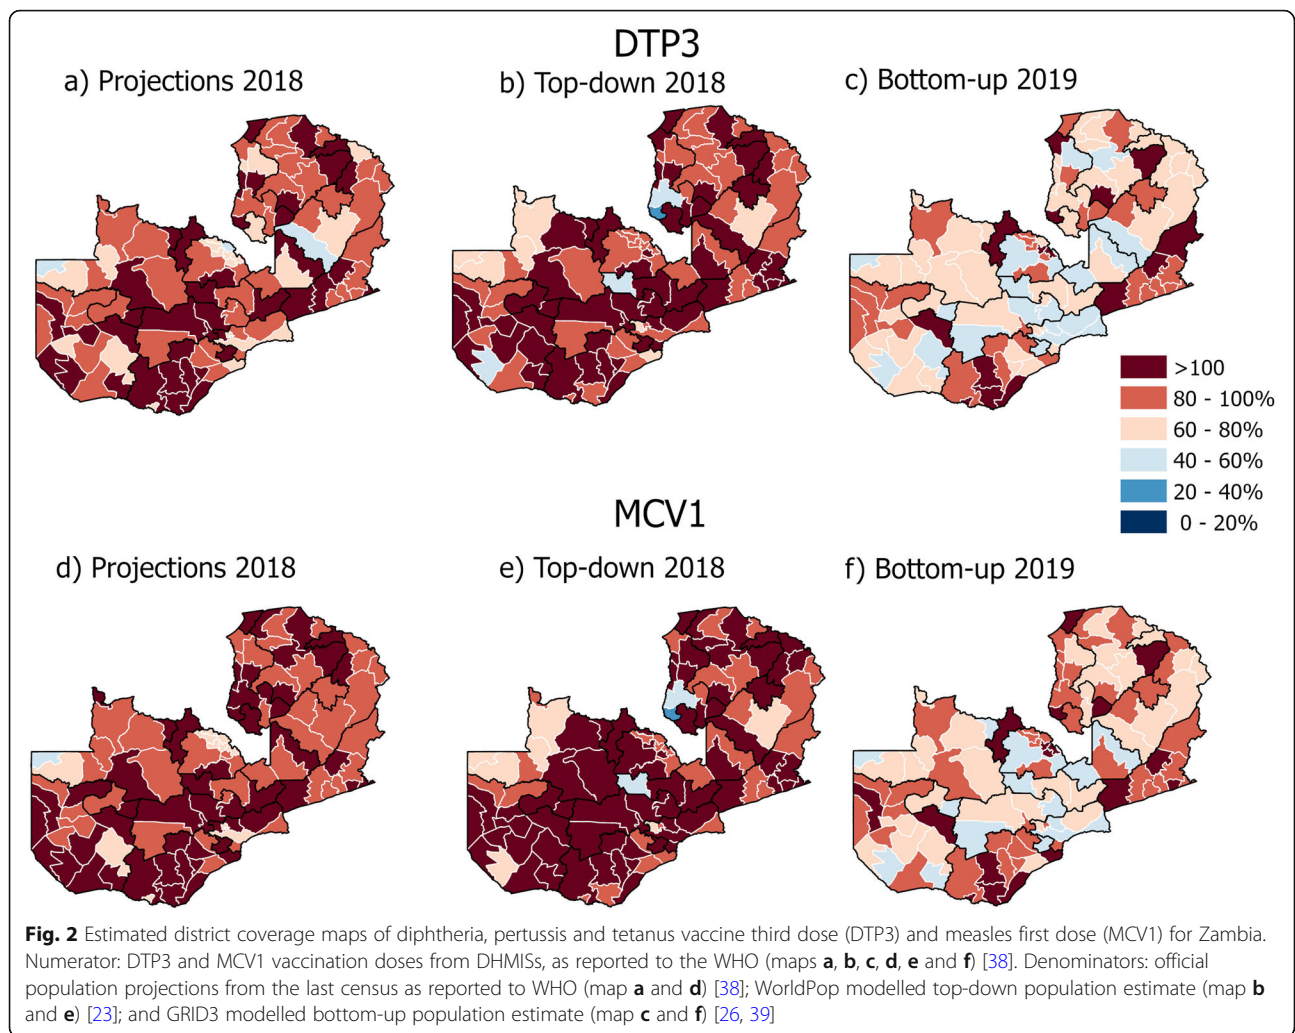 DTP3
a) Projections 2018
b) Top-down 2018
c) Bottom-up 2019
>100
80 - 100%
60 - 80%
40 - 60%
20 - 40%
0 - 20%
MCV1
d) Projections 2018
e) Top-down 2018
f) Bottom-up 2019
Fig. 2 Estimated district coverage maps of diphtheria, pertussis and tetanus vaccine third dose (DTP3) and measles first dose (MCV1) for Zambia.
Numerator: DTP3 and MCV1 vaccination doses from DHMISs, as reported to the WHO (maps a, b, c, d, e and f) [38]. Denominators: official
population projections from the last census as reported to WHO (map a and d) [38]; WorldPop modelled top-down population estimate (map b
and e) [23]; and GRID3 modelled bottom-up population estimate (map c and f) [26, 39]